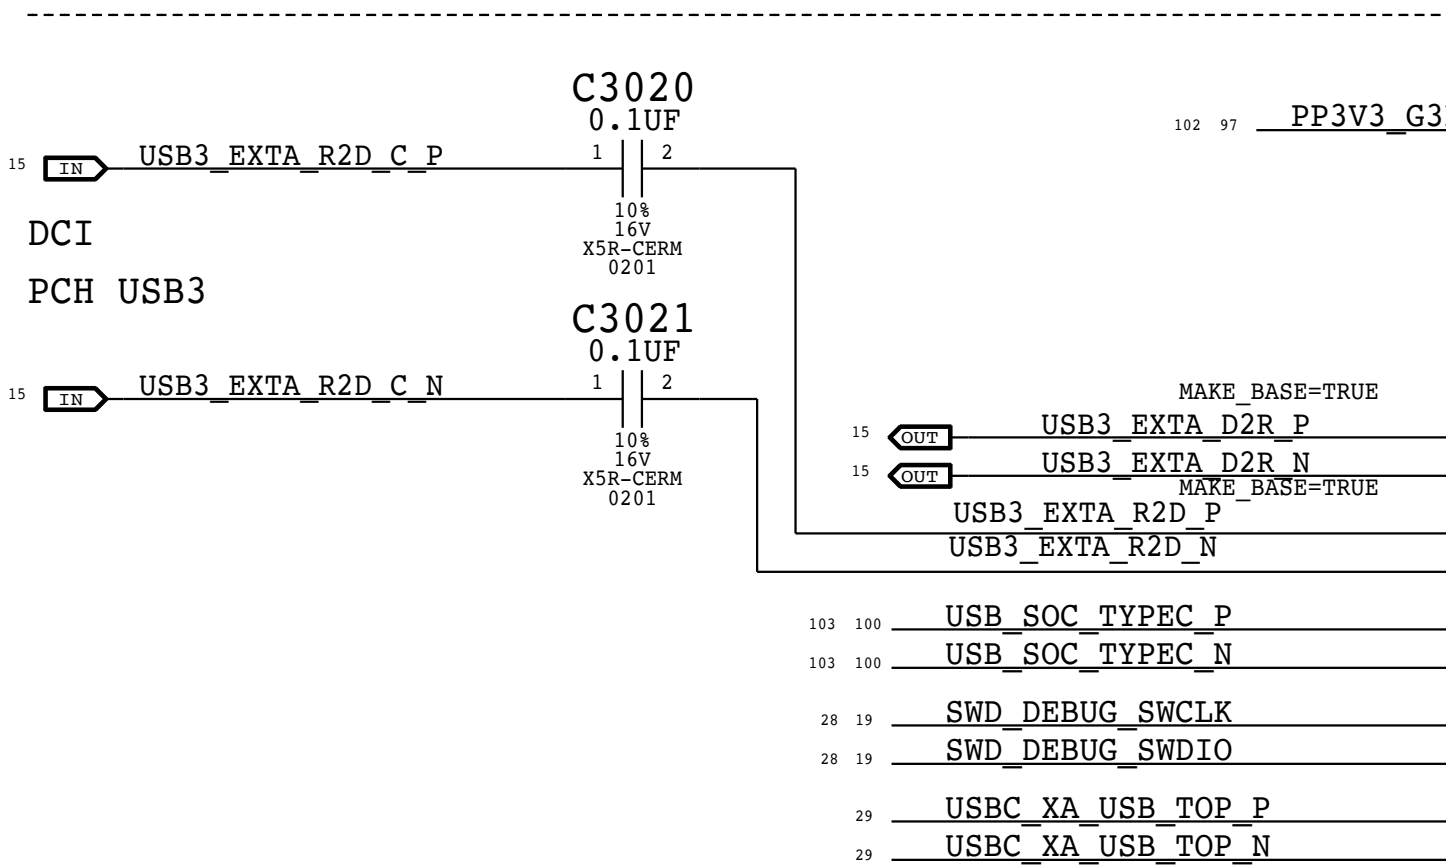 C3020
0.1UF
102 97 PP3V3_G3
15 IN USB3_EXTA_R2D_C_P 1 2
10%
16V
X5R-CERM
0201
DCI
PCH USB3
C3021
0.1UF
15 IN USB3_EXTA_R2D_C_N 1 2
10%
16V
X5R-CERM
0201
MAKE_BASE=TRUE
15 OUT USB3_EXTA_D2R_P
15 OUT USB3_EXTA_D2R_N
MAKE_BASE=TRUE
USB3_EXTA_R2D_P
USB3_EXTA_R2D_N
103 100 USB_SOC_TYPEC_P
103 100 USB_SOC_TYPEC_N
28 19 SWD_DEBUG_SWCLK
28 19 SWD_DEBUG_SWDIO
29 USBC_XA_USB_TOP_P
29 USBC_XA_USB_TOP_N